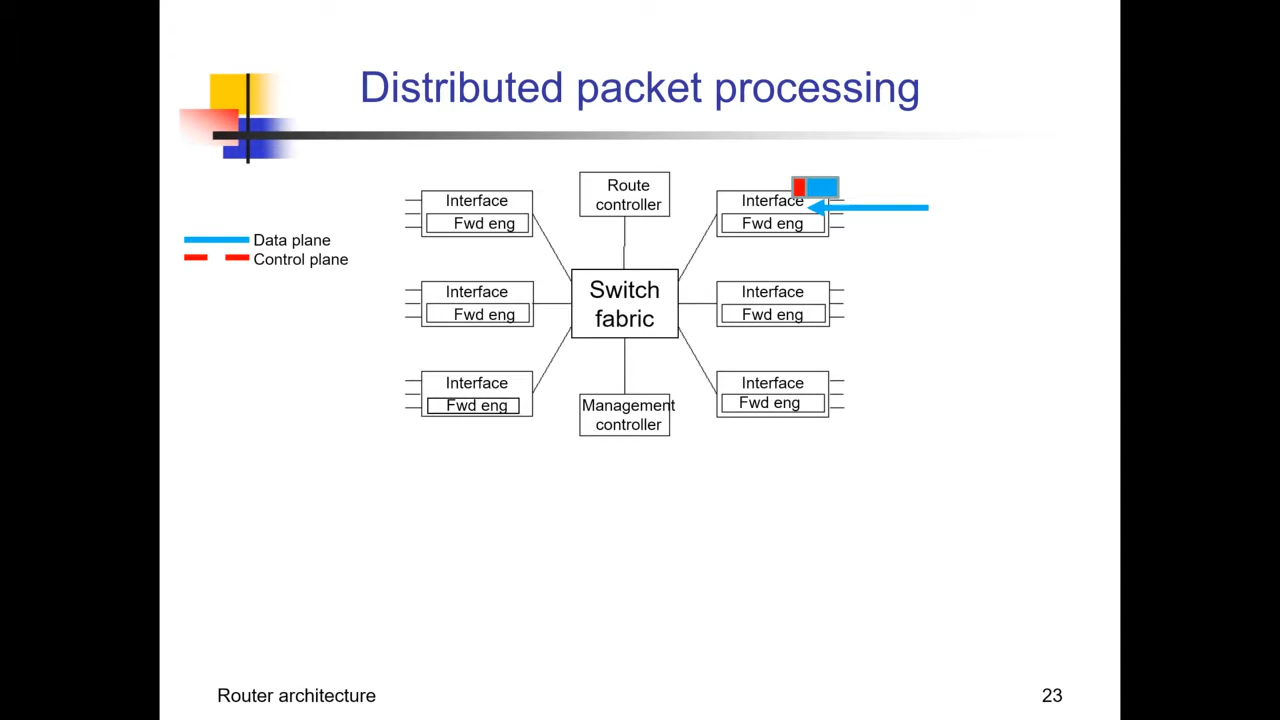 Distributed packet processing
Data plane
Control plane
Interface
Fwd eng
Interface
Fwd eng
Interface
Fwd eng
Route
controller
Switch
fabric
Management
controller
Interface
Fwd eng
Interface
Fwd eng
Interface
Fwd eng
Router architecture
23